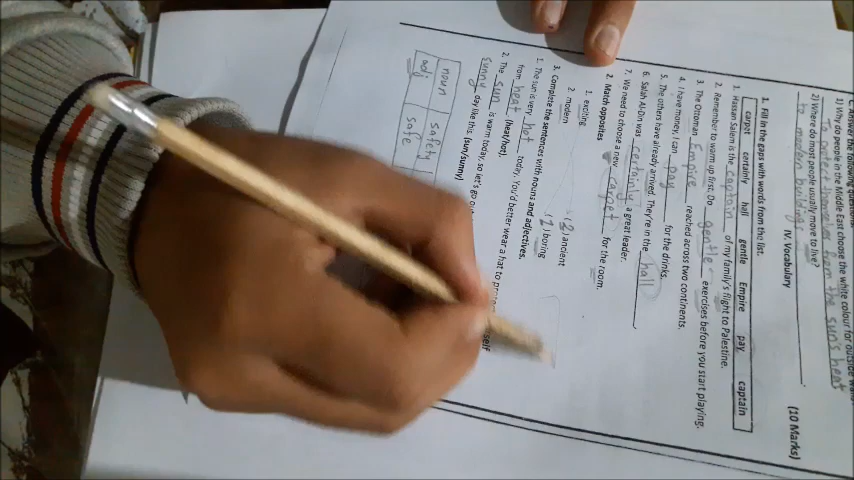 C. Answer the following question
1) Why do people in the Middle East choose the white colour for outside walls
To protect themselves from the sun's heat
2) Where do most people usually move to live?
to modern buildings
IV. Vocabulary (10 Marks)
1. Fill in the gaps with words from the list.
carpet certainly hall gentle Empire pay captain
1. Hassan Salem is the captain of my family's flight to Palestine.
2. Remember to warm up first. Do gentle exercises before you start playing.
3. The Ottoman Empire reached across two continents.
4. I have money, I can pay for the drinks.
5. The others have already arrived. They're in the hall.
6. Salah Al-Din was certainly a great leader.
7. We need to choose a new carpet for the room.
2. Match opposites
1. exciting (2) ancient
2. modern (1) boring
3. Complete the sentences with nouns and adjectives.
1. The sun is very hot today. You'd better wear a hat to self
from heat. (heat/hot)
2. The sun is warm today, so let's go
sunny day like this. (sun/sunny)
noun safety
adj safe